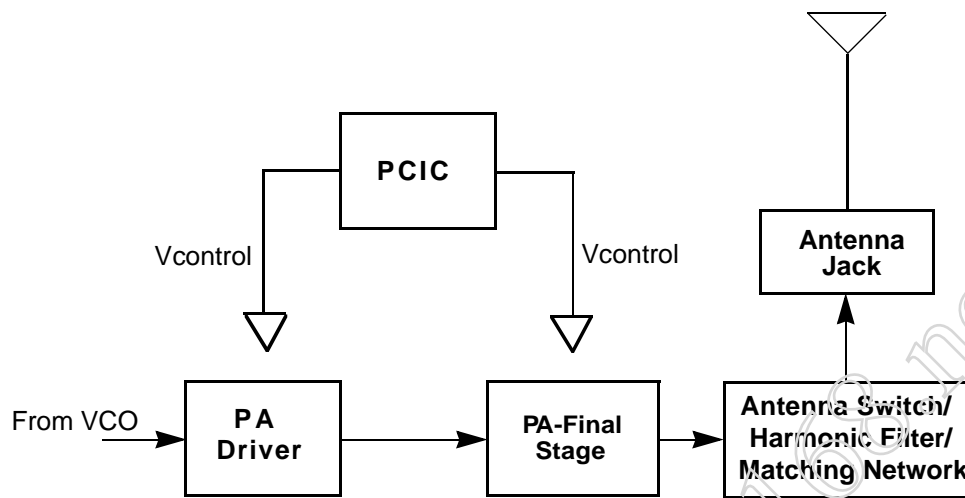 PCIC
Vcontrol
Vcontrol
Antenna
Jack
From VCO
PA
Driver
PA-Final
Stage
Antenna Switch/
Harmonic Filter/
Matching Network